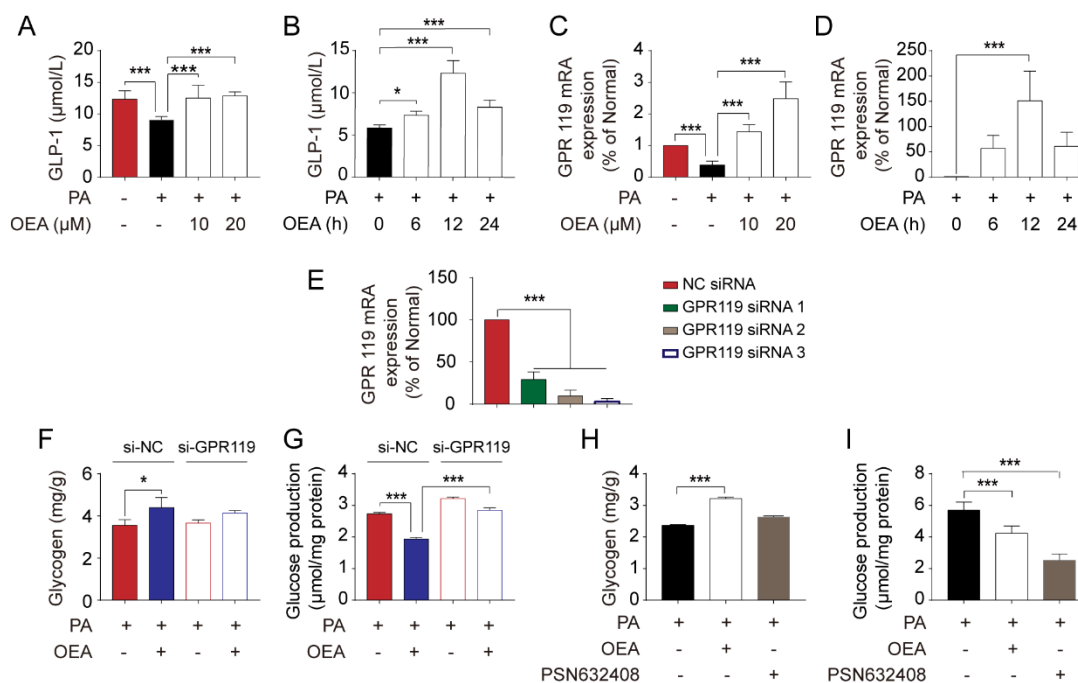 A
GLP-1 (μmol/L)
15
10
5
0
***
***
***
PA - + + +
OEA (μM) - - 10 20
B
GLP-1 (μmol/L)
15
10
5
0
***
***
*
PA + + + +
OEA (h) 0 6 12 24
C
GPR 119 mRA
expression
(% of Normal)
4
3
2
1
0
***
***
***
PA - + + +
OEA (μM) - - 10 20
D
GPR 119 mRA
expression
(% of Normal)
250
200
150
100
50
0
***
PA + + + +
OEA (h) 0 6 12 24
E
GPR 119 mRA
expression
(% of Normal)
100
50
0
***
NC siRNA
GPR119 siRNA 1
GPR119 siRNA 2
GPR119 siRNA 3
F
si-NC si-GPR119
Glycogen (mg/g)
6
4
2
0
*
PA + + + +
OEA - + - +
G
si-NC si-GPR119
Glucose production
(μmol/mg protein)
4
3
2
1
0
***
***
PA + + + +
OEA - + - +
H
Glycogen (mg/g)
4
3
2
1
0
***
PA + + +
OEA - + -
PSN632408 - - +
I
Glucose production
(μmol/mg protein)
8
6
4
2
0
***
***
PA + + +
OEA - + -
PSN632408 - - +